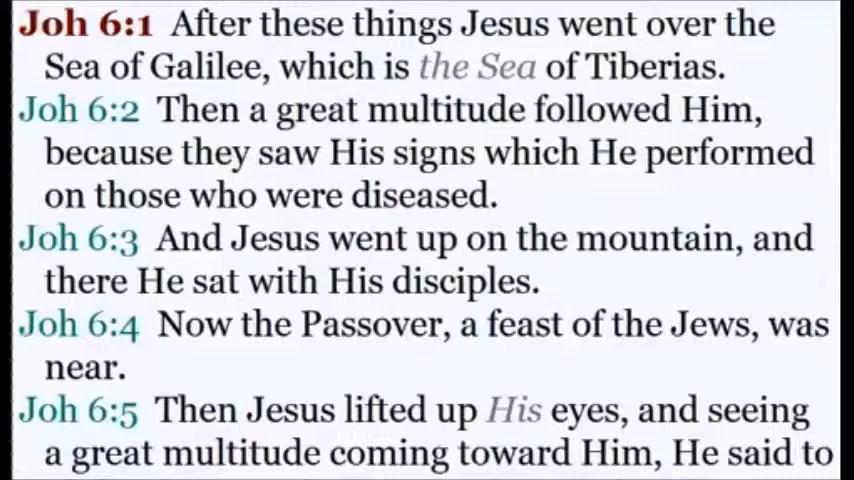 Joh 6:1 After these things Jesus went over the
Sea of Galilee, which is the Sea of Tiberias.
Joh 6:2 Then a great multitude followed Him,
because they saw His signs which He performed
on those who were diseased.
Joh 6:3 And Jesus went up on the mountain, and
there He sat with His disciples.
Joh 6:4 Now the Passover, a feast of the Jews, was
near.
Joh 6:5 Then Jesus lifted up His eyes, and seeing
a great multitude coming toward Him, He said to